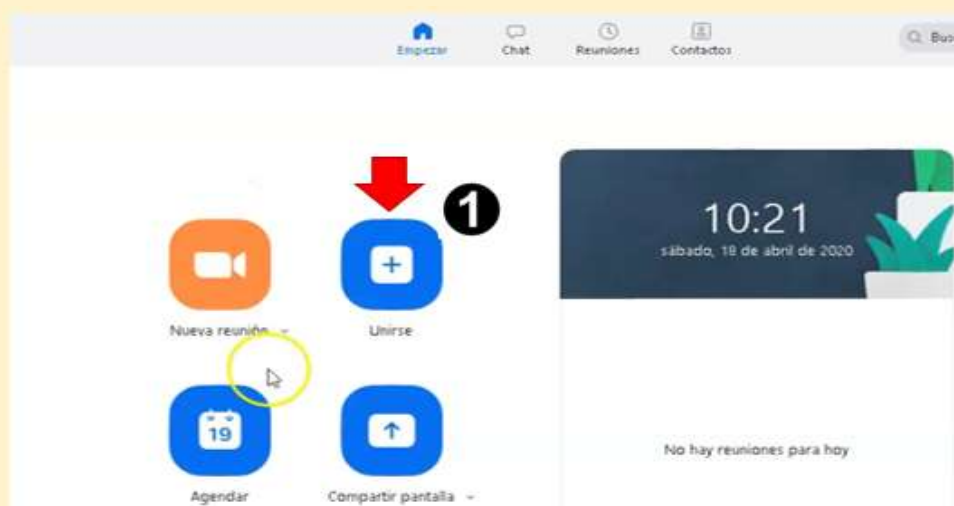 Empezar Chat Reuniones Contactos Bus
1
10:21
sábado, 18 de abril de 2020
Nueva reunión Unirse
19
No hay reuniones para hoy
Agendar Compartir pantalla